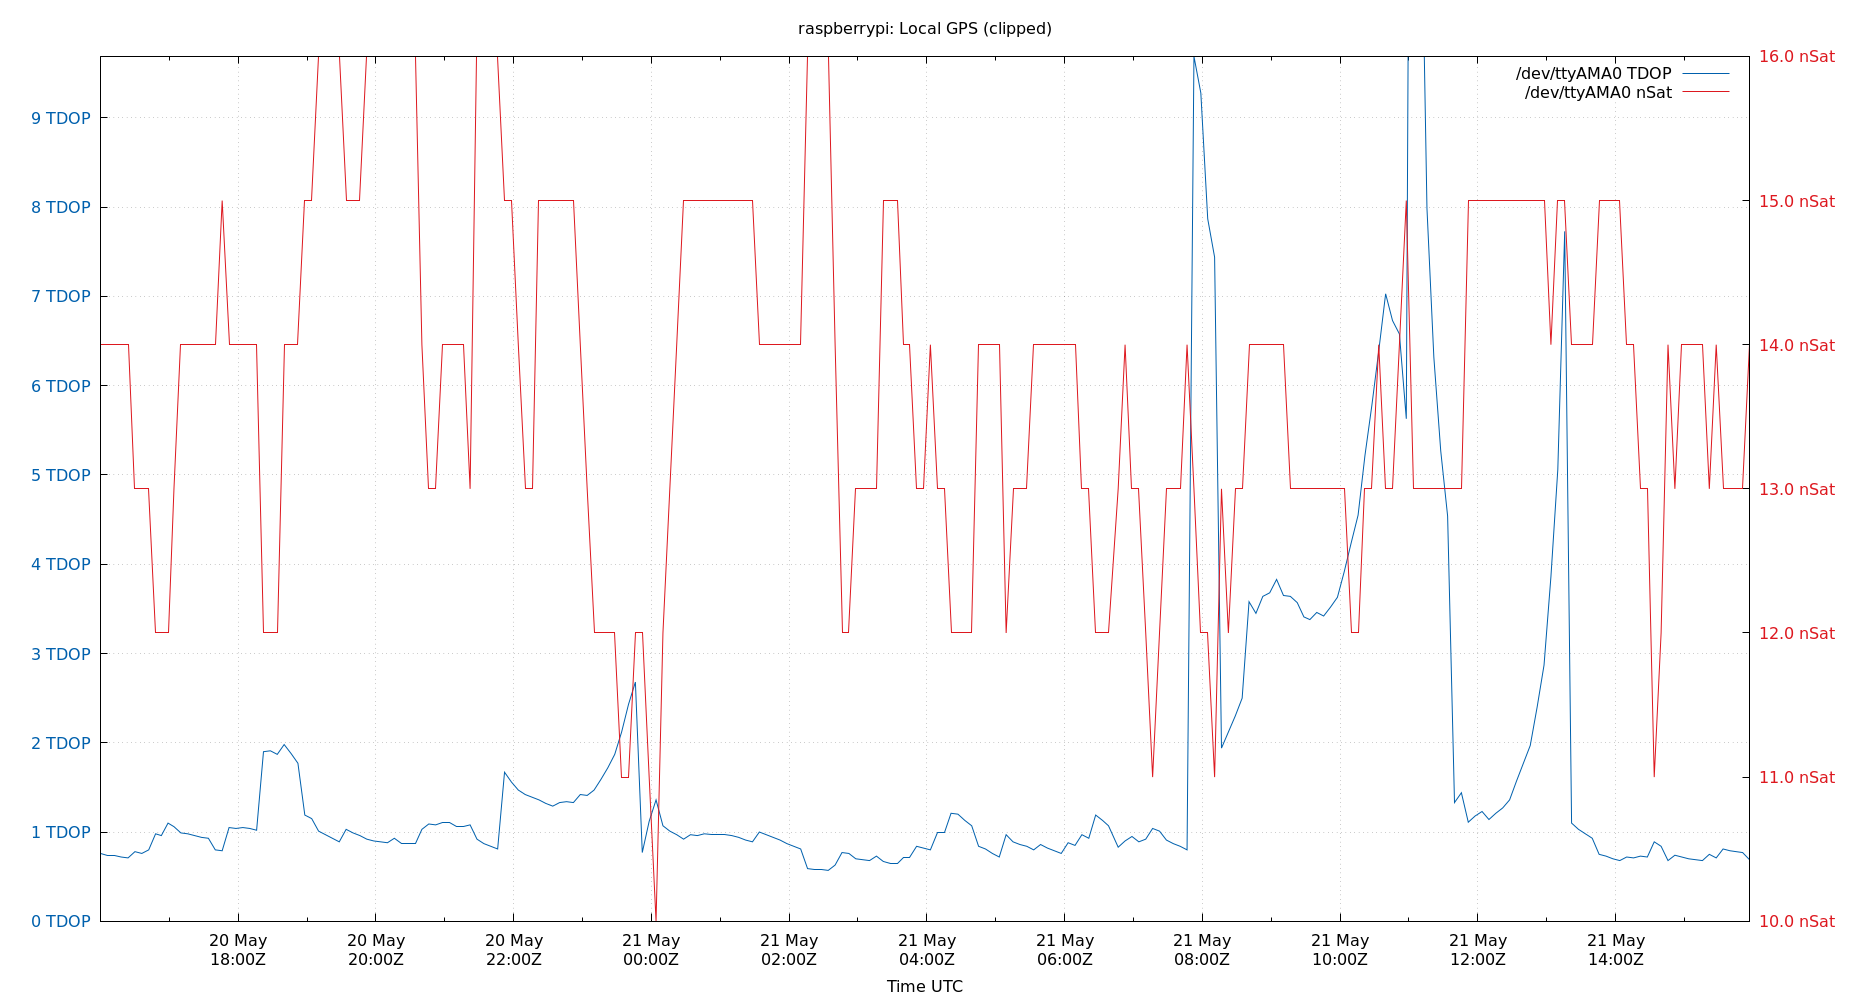 raspberrypi: Local GPS (clipped)
/dev/ttyAMA0 TDOP
/dev/ttyAMA0 nSat
9 TDOP
8 TDOP
7 TDOP
6 TDOP
5 TDOP
4 TDOP
3 TDOP
2 TDOP
1 TDOP
0 TDOP
16.0 nSat
15.0 nSat
14.0 nSat
13.0 nSat
12.0 nSat
11.0 nSat
10.0 nSat
20 May 20 May 20 May 21 May 21 May 21 May 21 May 21 May 21 May 21 May 21 May
18:00Z 20:00Z 22:00Z 00:00Z 02:00Z 04:00Z 06:00Z 08:00Z 10:00Z 12:00Z 14:00Z
Time UTC